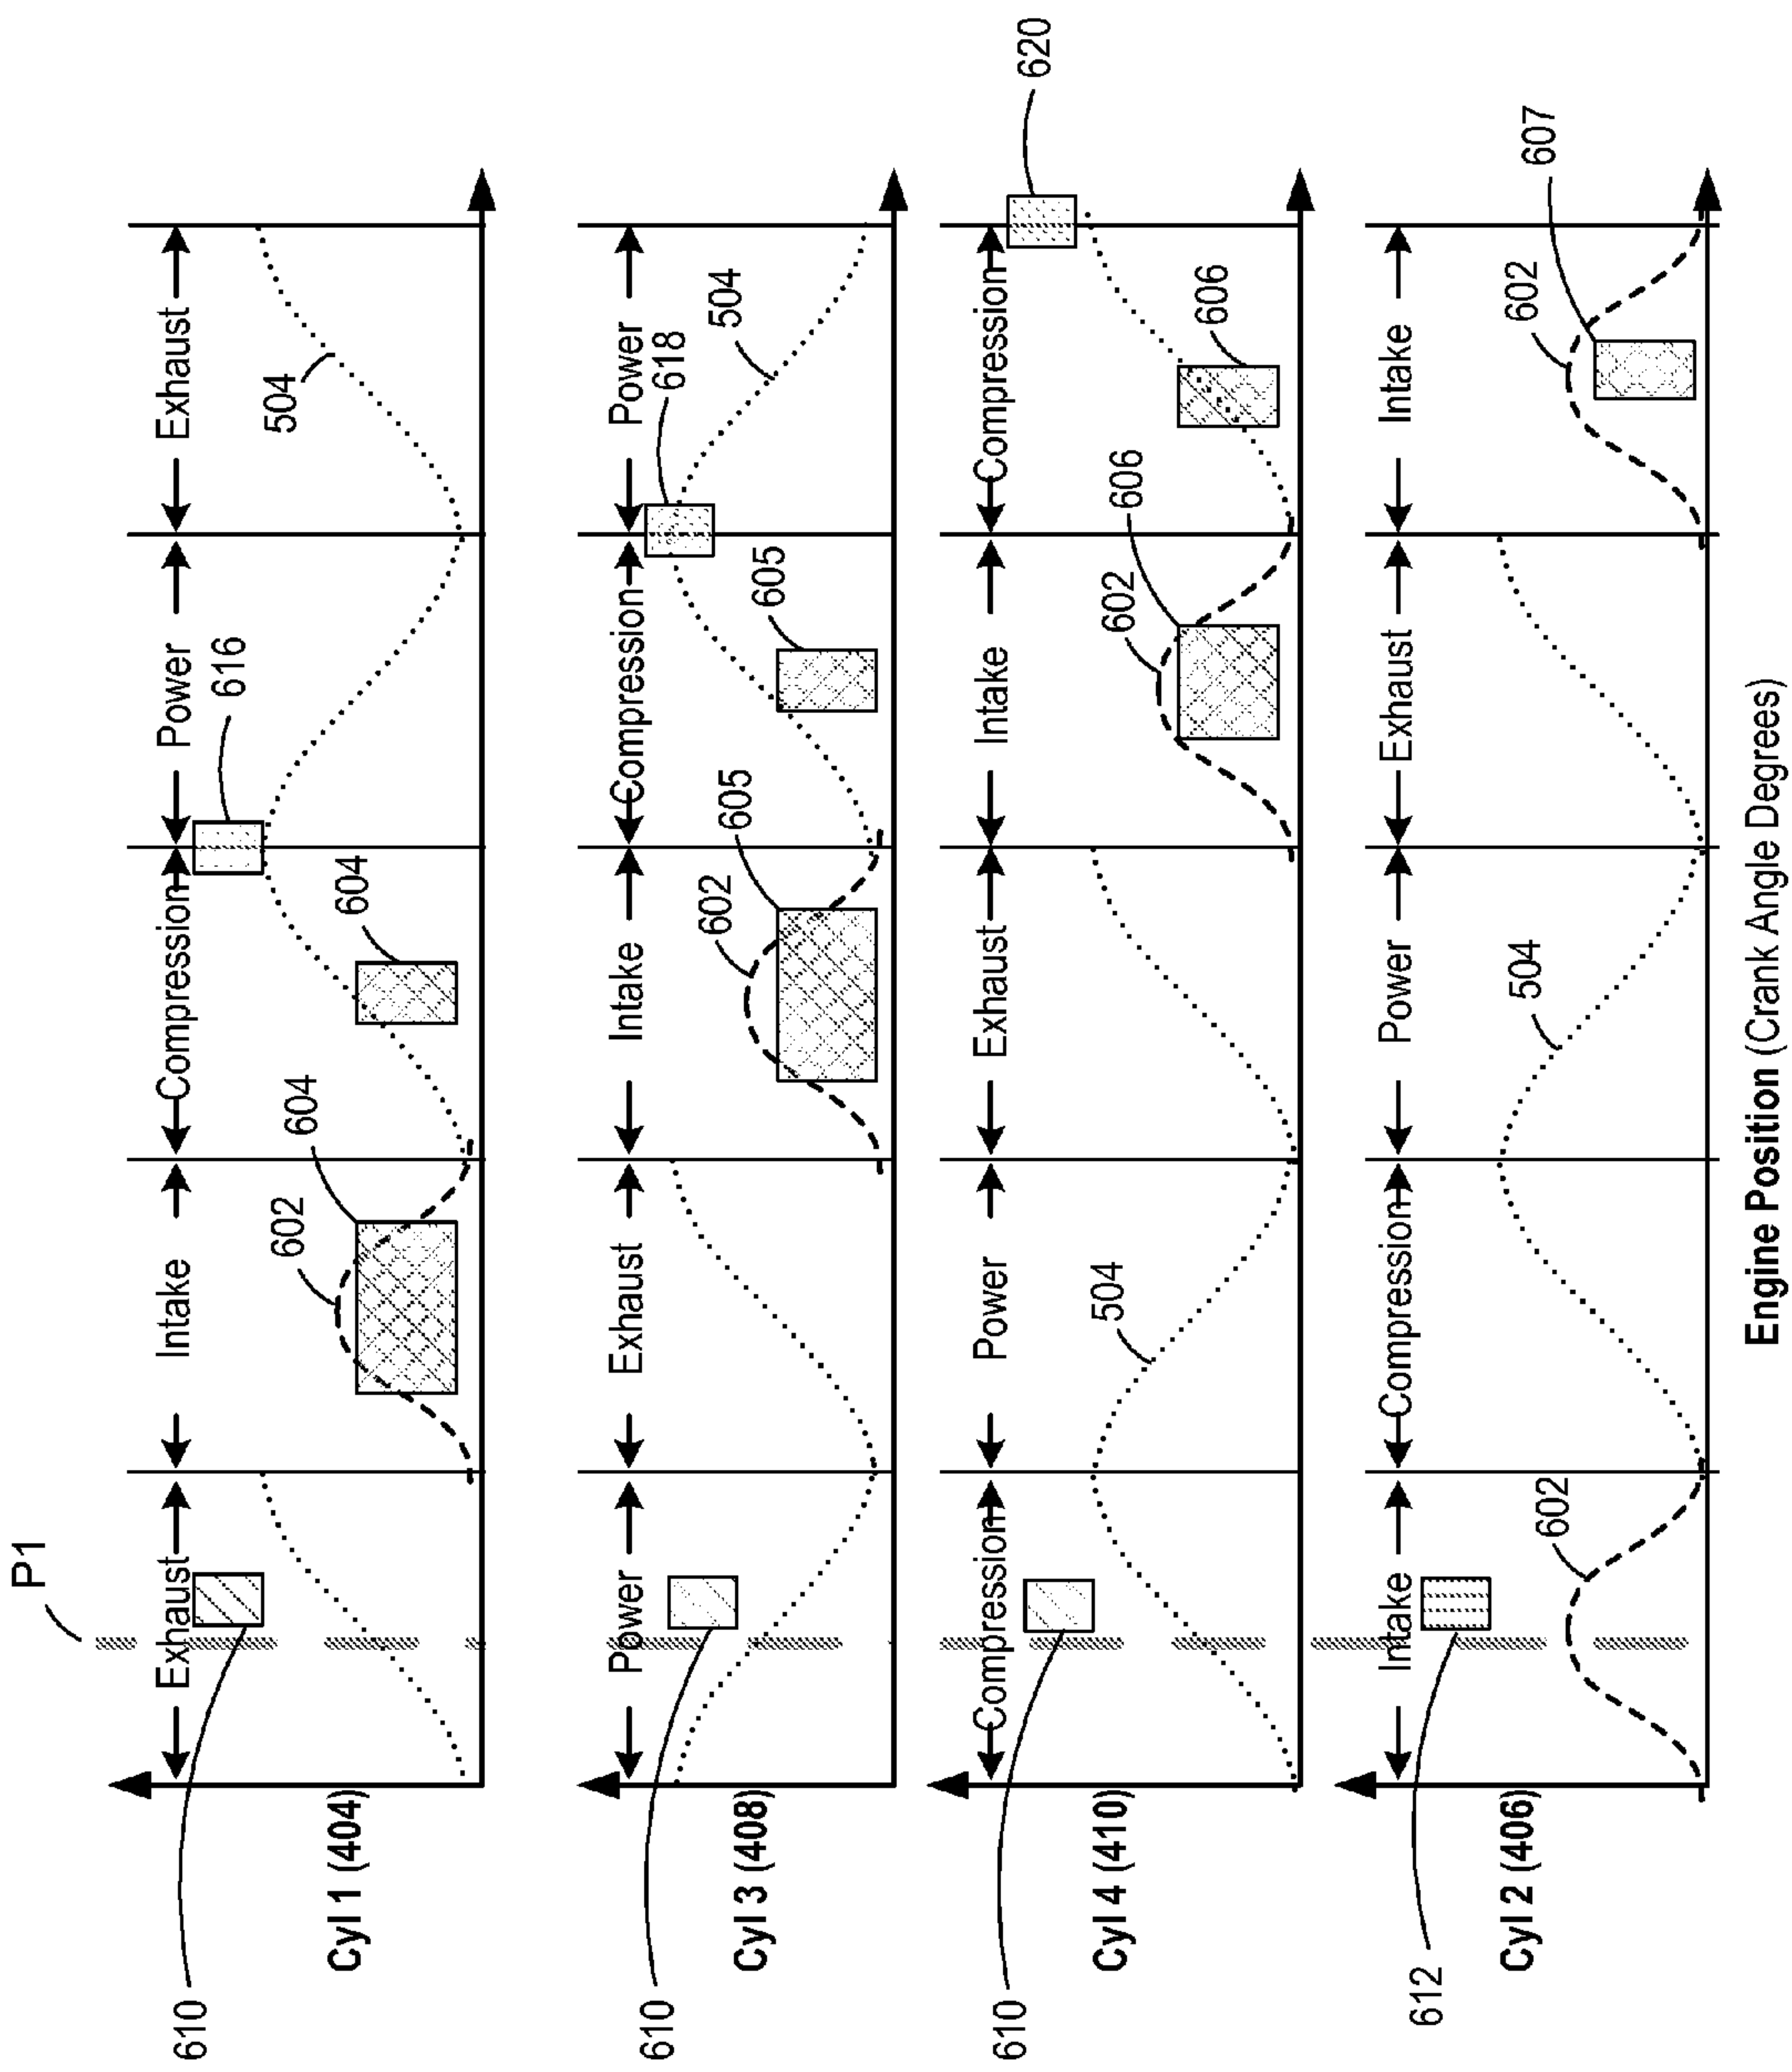 P1
610
Cyl 1 (404)
Exhaust
Intake
Compression
Power
Exhaust
602
604
604
616
504
610
Cyl 3 (408)
Power
Exhaust
Intake
Compression
Power
602
605
605
618
504
610
Cyl 4 (410)
Compression
Power
Exhaust
Intake
Compression
504
602
606
606
620
612
Cyl 2 (406)
Intake
Compression
Power
Exhaust
Intake
602
504
602
607
Engine Position (Crank Angle Degrees)